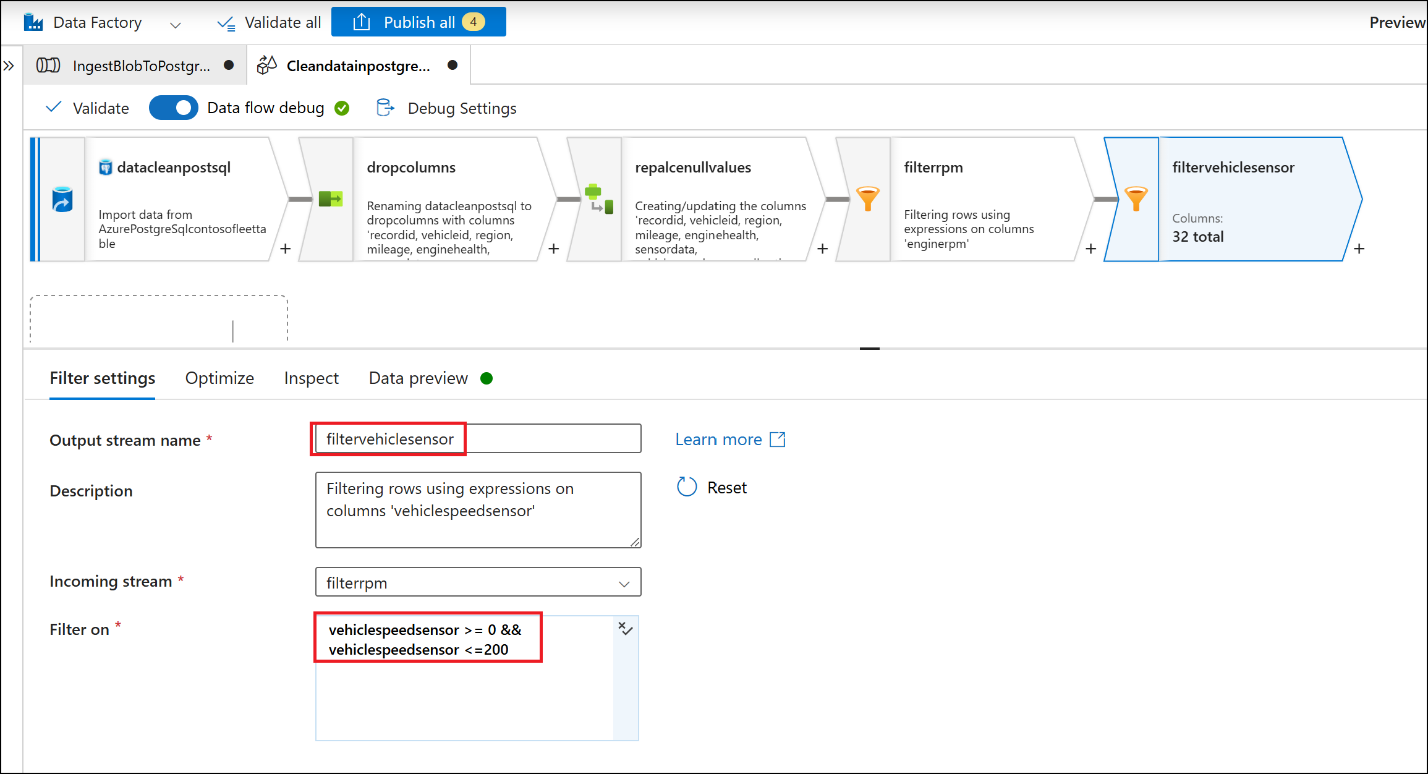 Data Factory
Validate all
Publish all 4
Preview
»
IngestBlobToPostgr...
Cleandatainpostgre...
Validate
Data flow debug
Debug Settings
datacleanpostsql
Import data from
AzurePostgreSqlcontosofleetta
ble
+
dropcolumns
Renaming datacleanpostsql to
dropcolumns with columns
'recordid, vehicleid, region,
mileage, enginehealth,
+
repalcenullvalues
Creating/updating the columns
'recordid, vehicleid, region,
mileage, enginehealth,
sensordata,
+
filterrpm
Filtering rows using
expressions on columns
'enginerpm'
+
filtervehiclesensor
Columns:
32 total
+
Filter settings
Optimize
Inspect
Data preview
Output stream name *
filtervehiclesensor
Learn more
Description
Filtering rows using expressions on
columns 'vehiclespeedsensor'
Reset
Incoming stream *
filterrpm
Filter on *
vehiclespeedsensor >= 0 &&
vehiclespeedsensor <=200